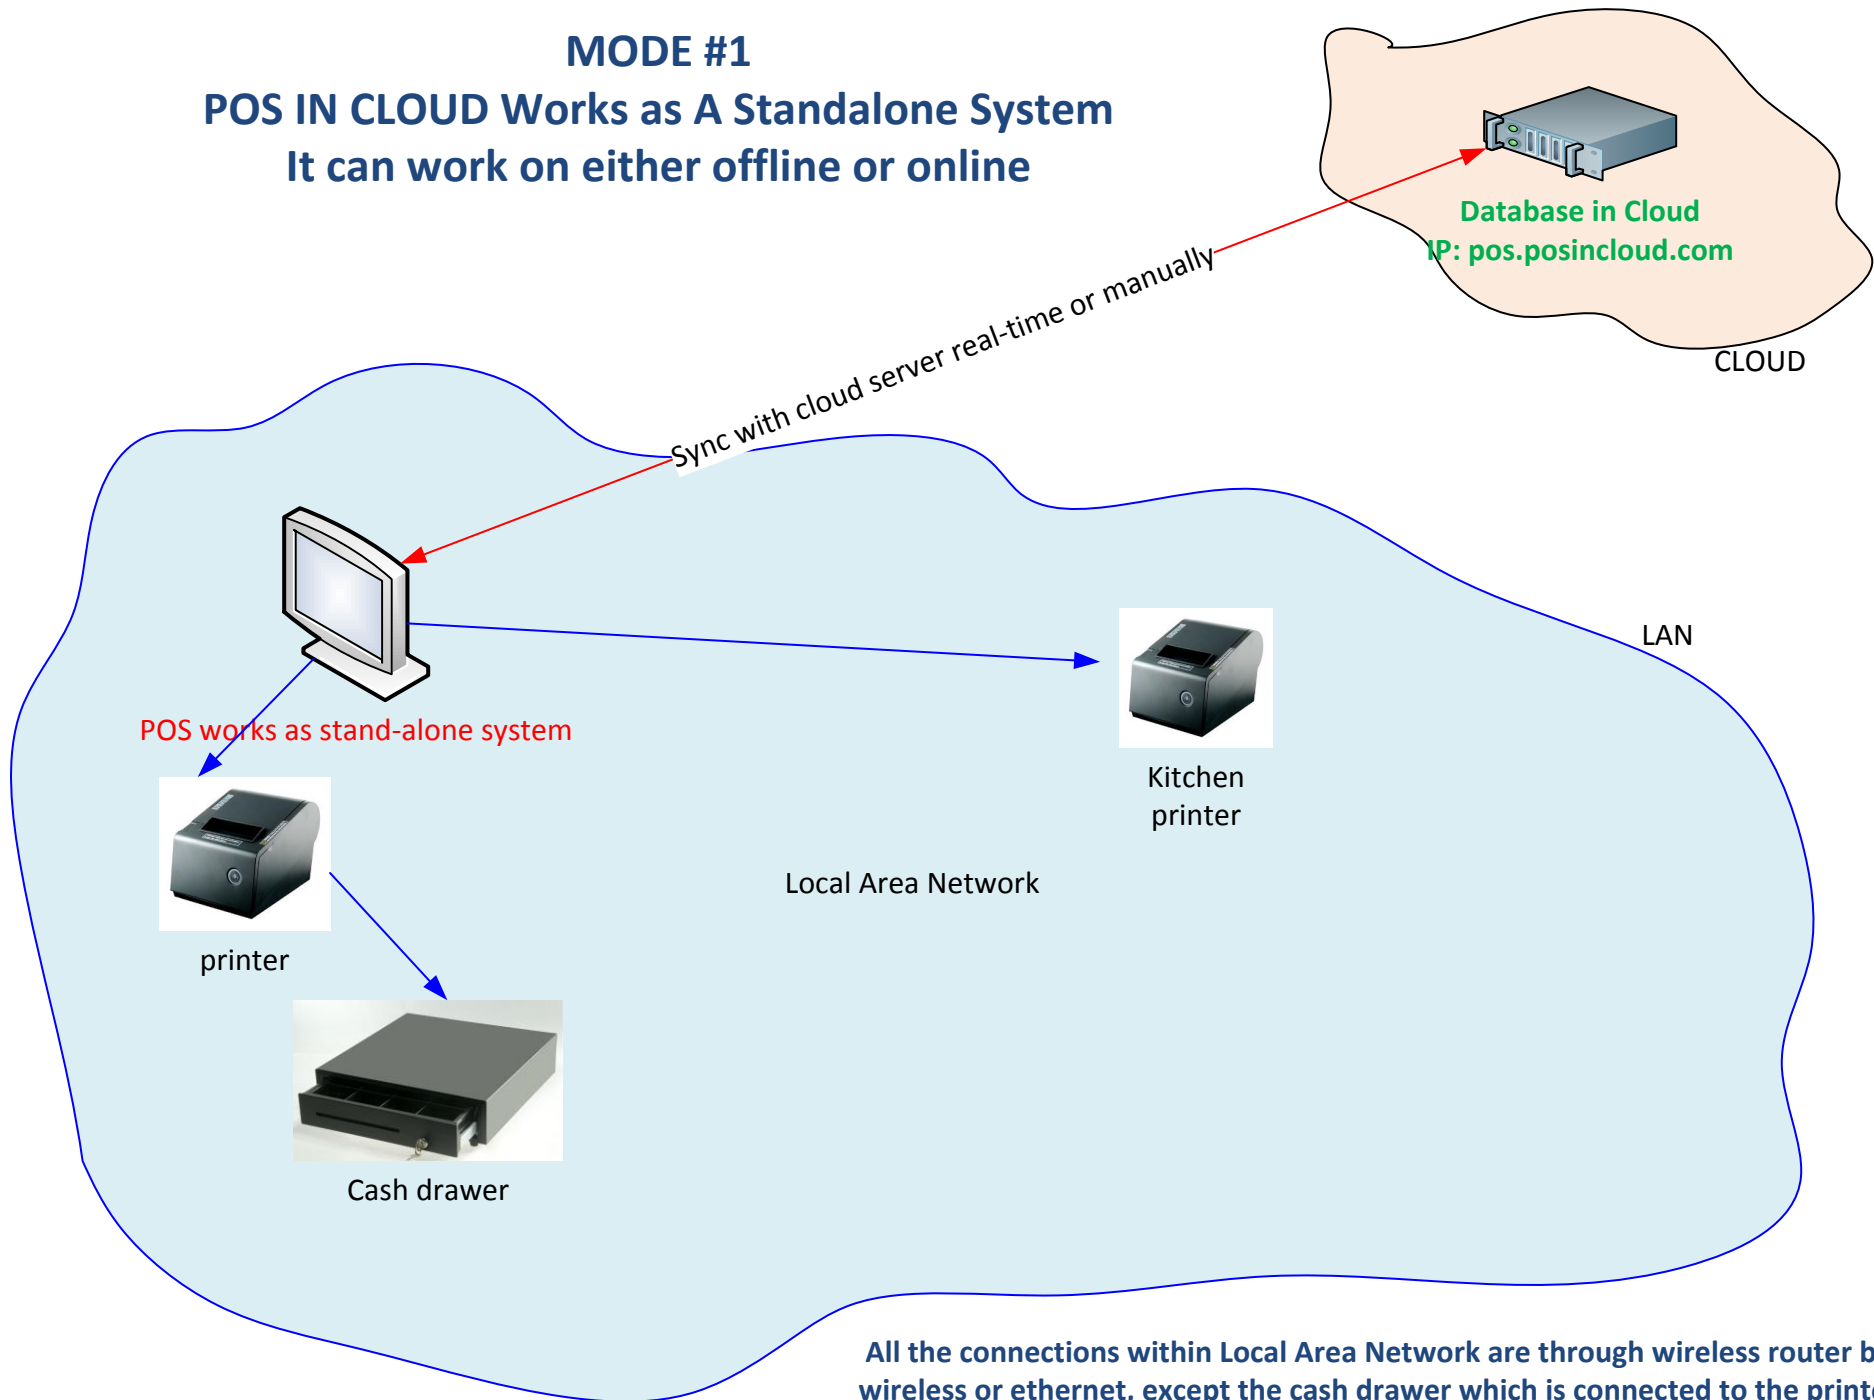 MODE #1
POS IN CLOUD Works as A Standalone System
It can work on either offline or online
Database in Cloud
IP: pos.posincloud.com
CLOUD
Sync with cloud server real-time or manually
LAN
POS works as stand-alone system
Kitchen
printer
Local Area Network
printer
Cash drawer
All the connections within Local Area Network are through wireless router
wireless or ethernet, except the cash drawer which is connected to the